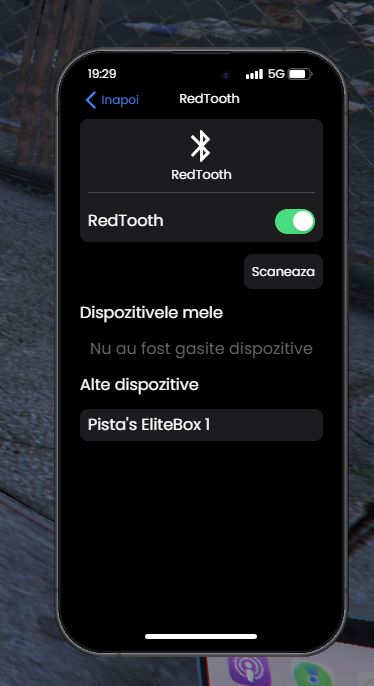 19:29
5G
Inapoi
RedTooth
RedTooth
RedTooth
Scaneaza
Dispozitivele mele
Nu au fost gasite dispozitive
Alte dispozitive
Pista's EliteBox 1